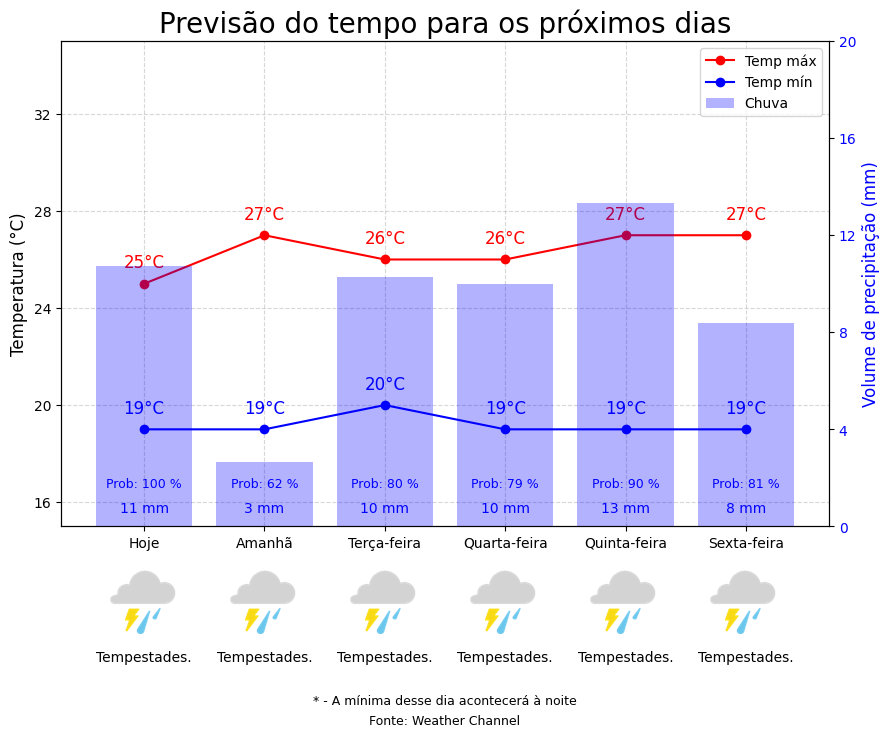 Previsão do tempo para os próximos dias
Temperatura (°C)
32
28
24
20
16
20
16
12
8
4
0
Volume de precipitação (mm)
Temp máx
Temp mín
Chuva
25°C 27°C 26°C 26°C 27°C 27°C
19°C 19°C 20°C 19°C 19°C 19°C
Prob: 100 % Prob: 62 % Prob: 80 % Prob: 79 % Prob: 90 % Prob: 81 %
11 mm 3 mm 10 mm 10 mm 13 mm 8 mm
Hoje Amanhã Terça-feira Quarta-feira Quinta-feira Sexta-feira
Tempestades. Tempestades. Tempestades. Tempestades. Tempestades. Tempestades.
* - A mínima desse dia acontecerá à noite
Fonte: Weather Channel